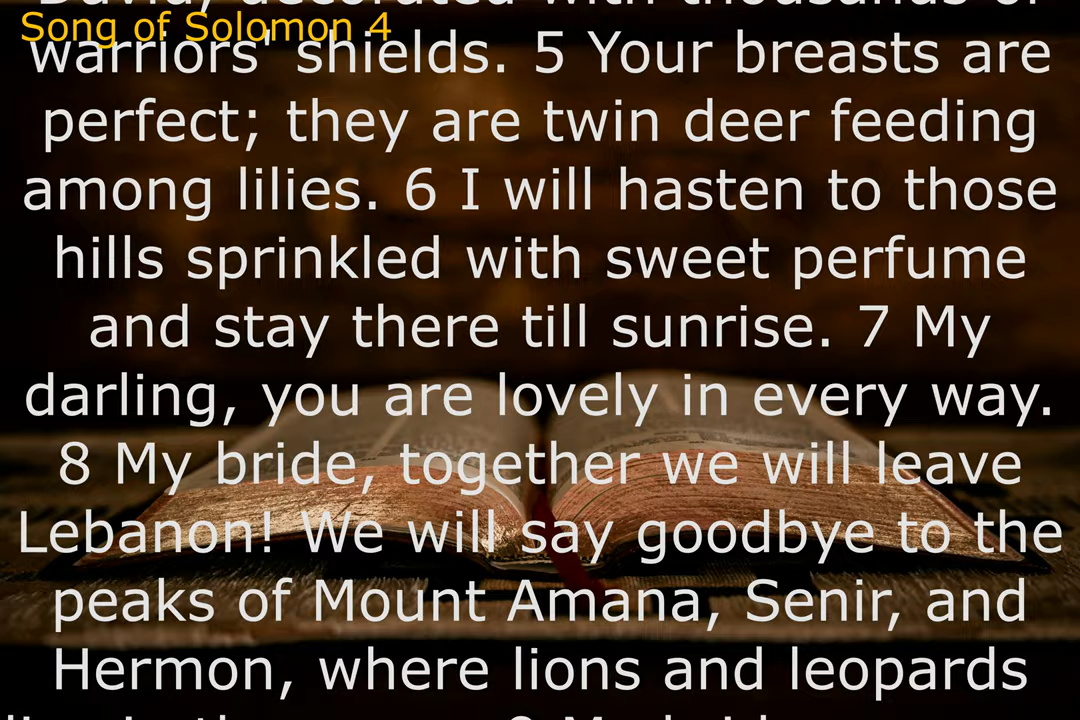 David, decorated with thousands of
Song of Solomon 4
warriors' shields. 5 Your breasts are
perfect; they are twin deer feeding
among lilies. 6 I will hasten to those
hills sprinkled with sweet perfume
and stay there till sunrise. 7 My
darling, you are lovely in every way.
8 My bride, together we will leave
Lebanon! We will say goodbye to the
peaks of Mount Amana, Senir, and
Hermon, where lions and leopards